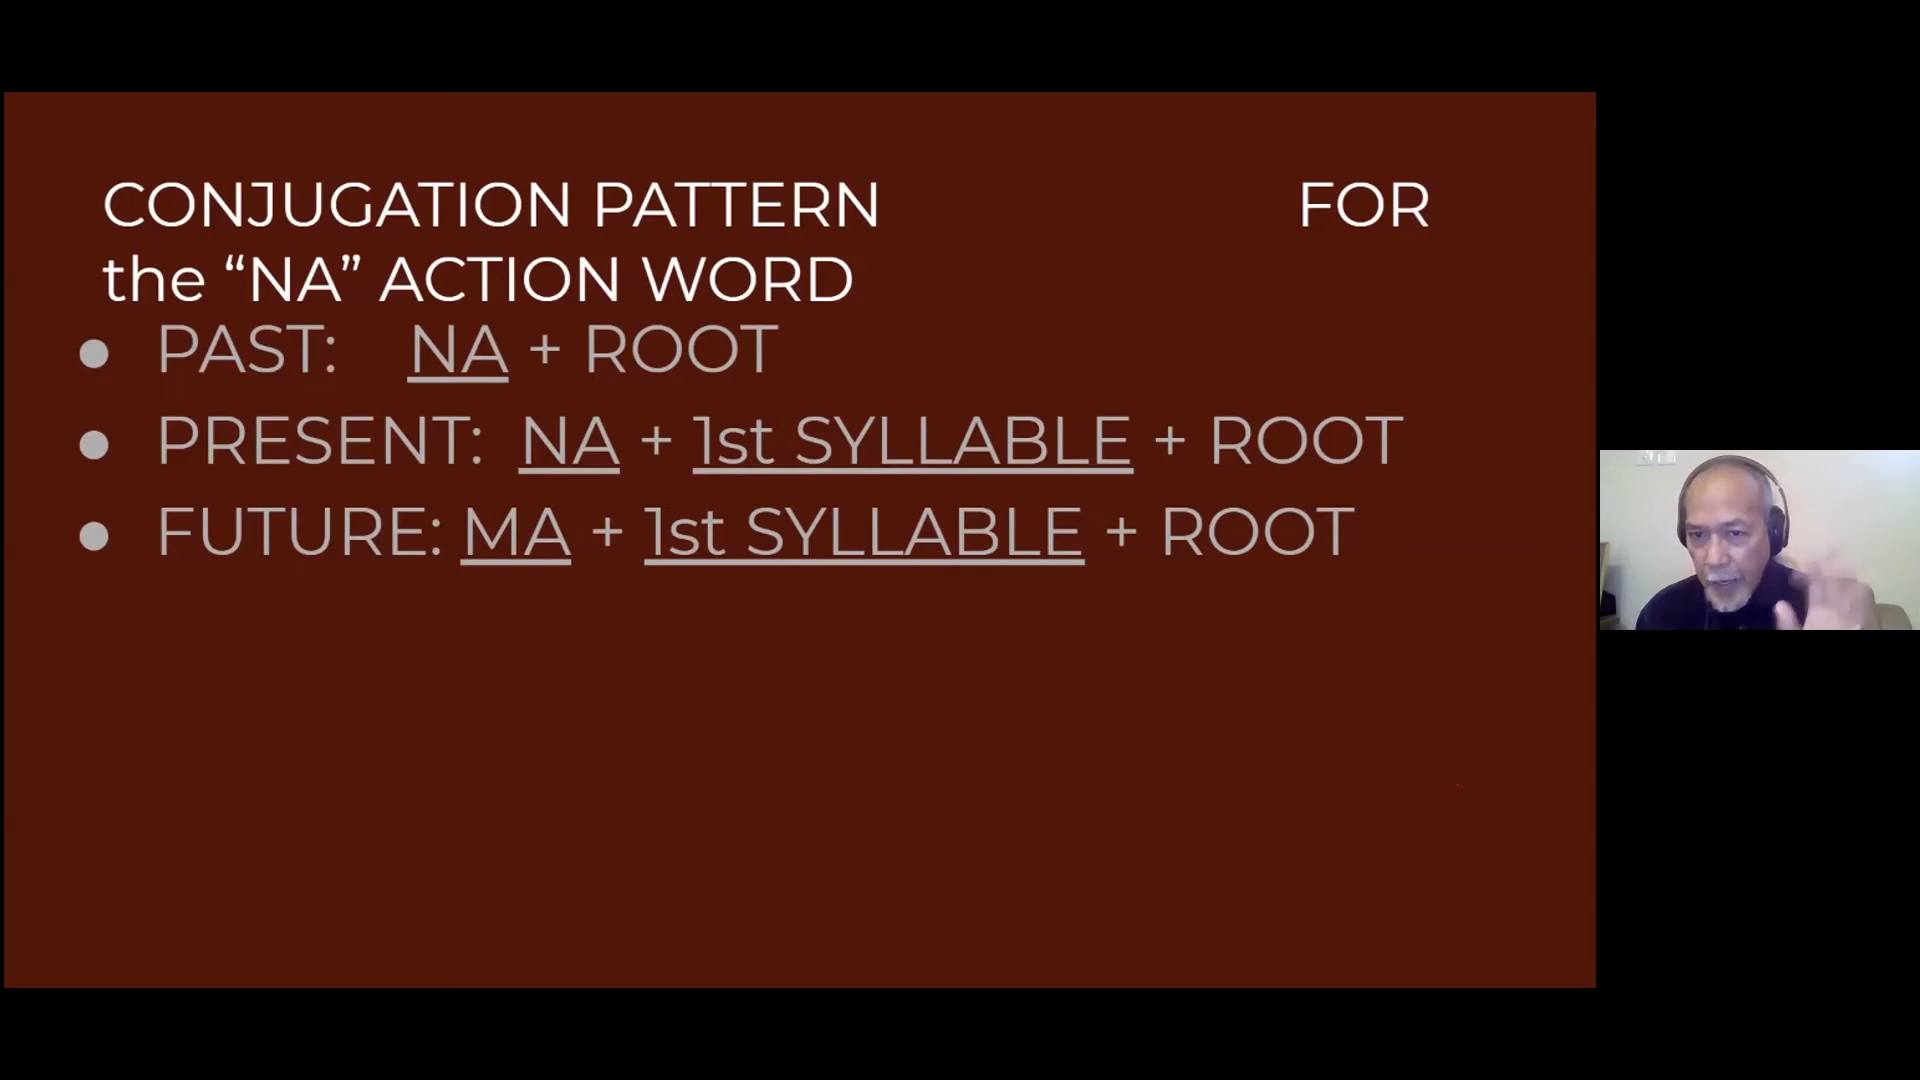 CONJUGATION PATTERN FOR
the “NA” ACTION WORD
● PAST: NA + ROOT
● PRESENT: NA + 1st SYLLABLE + ROOT
● FUTURE: MA + 1st SYLLABLE + ROOT